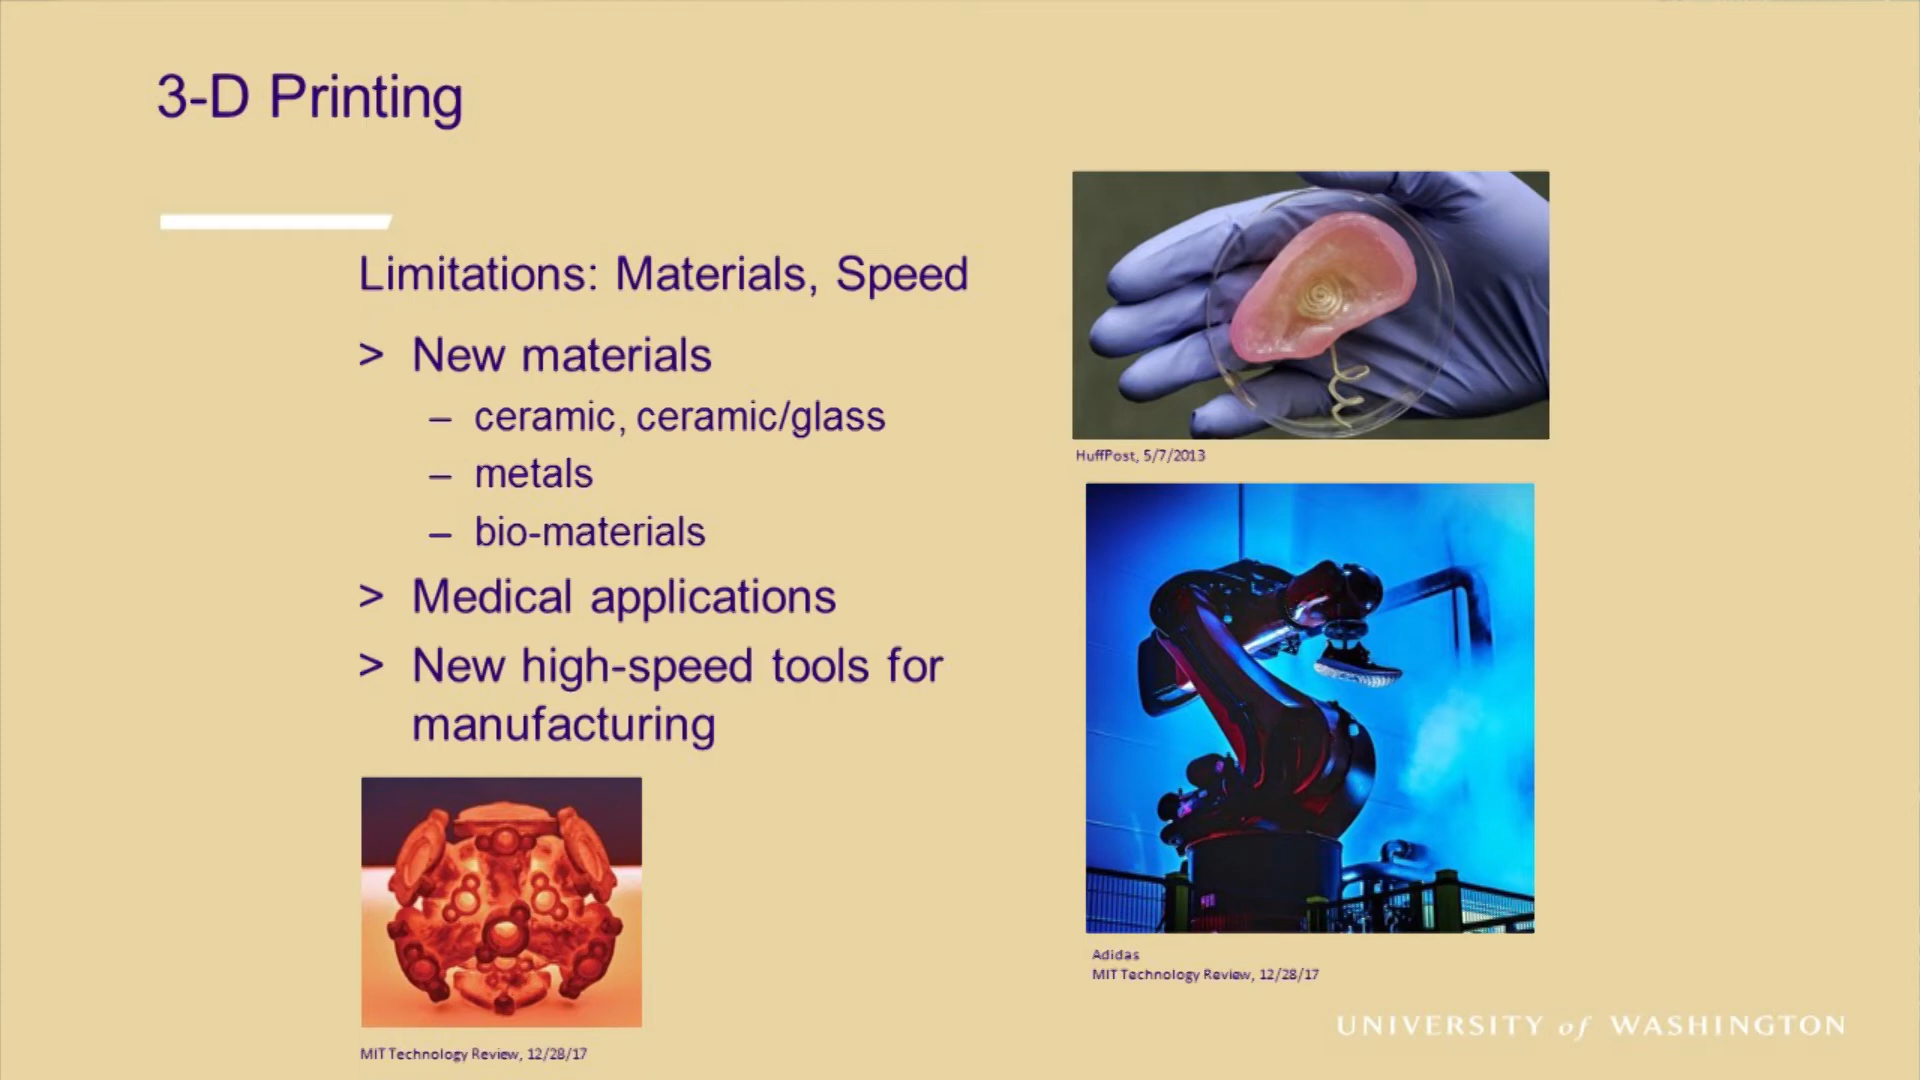 3-D Printing
Limitations: Materials, Speed
> New materials
– ceramic, ceramic/glass
– metals
– bio-materials
> Medical applications
> New high-speed tools for
manufacturing
MIT Technology Review, 12/28/17
HuffPost, 5/7/2013
Adidas
MIT Technology Review, 12/28/17
UNIVERSITY of WASHINGTON